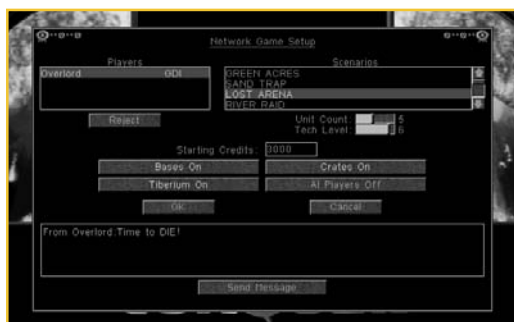 Network Game Setup
Players
Scenarios
Overlord GDI
GREEN ACRES
SAND TRAP
LOST ARENA
RIVER RAID
Reject
Unit Count: 5
Tech Level: 6
Starting Credits: 3000
Bases On
Crates On
Tiberium On
AI Players Off
Ok
Cancel
From Overlord:Time to DIE!
Send Message